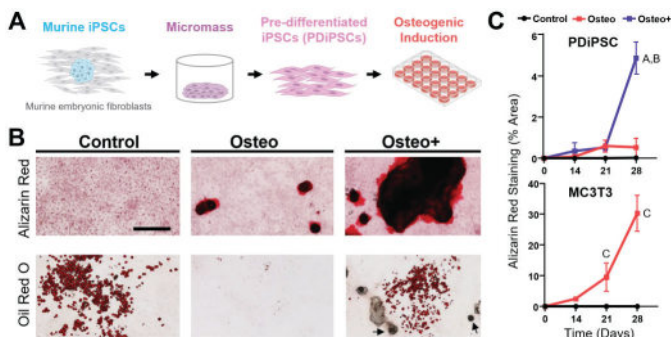 A
Murine iPSCs
Murine embryonic fibroblasts
Micromass
Pre-differentiated
iPSCs (PDiPSCs)
Osteogenic
Induction
B
Control
Osteo
Osteo+
Alizarin Red
Oil Red O
C
Control
Osteo
Osteo+
PDiPSC
6
4
2
0
A,B
0
14
21
28
Alizarin Red Staining (% Area)
MC3T3
40
30
20
10
0
C
C
0
14
21
28
Time (Days)